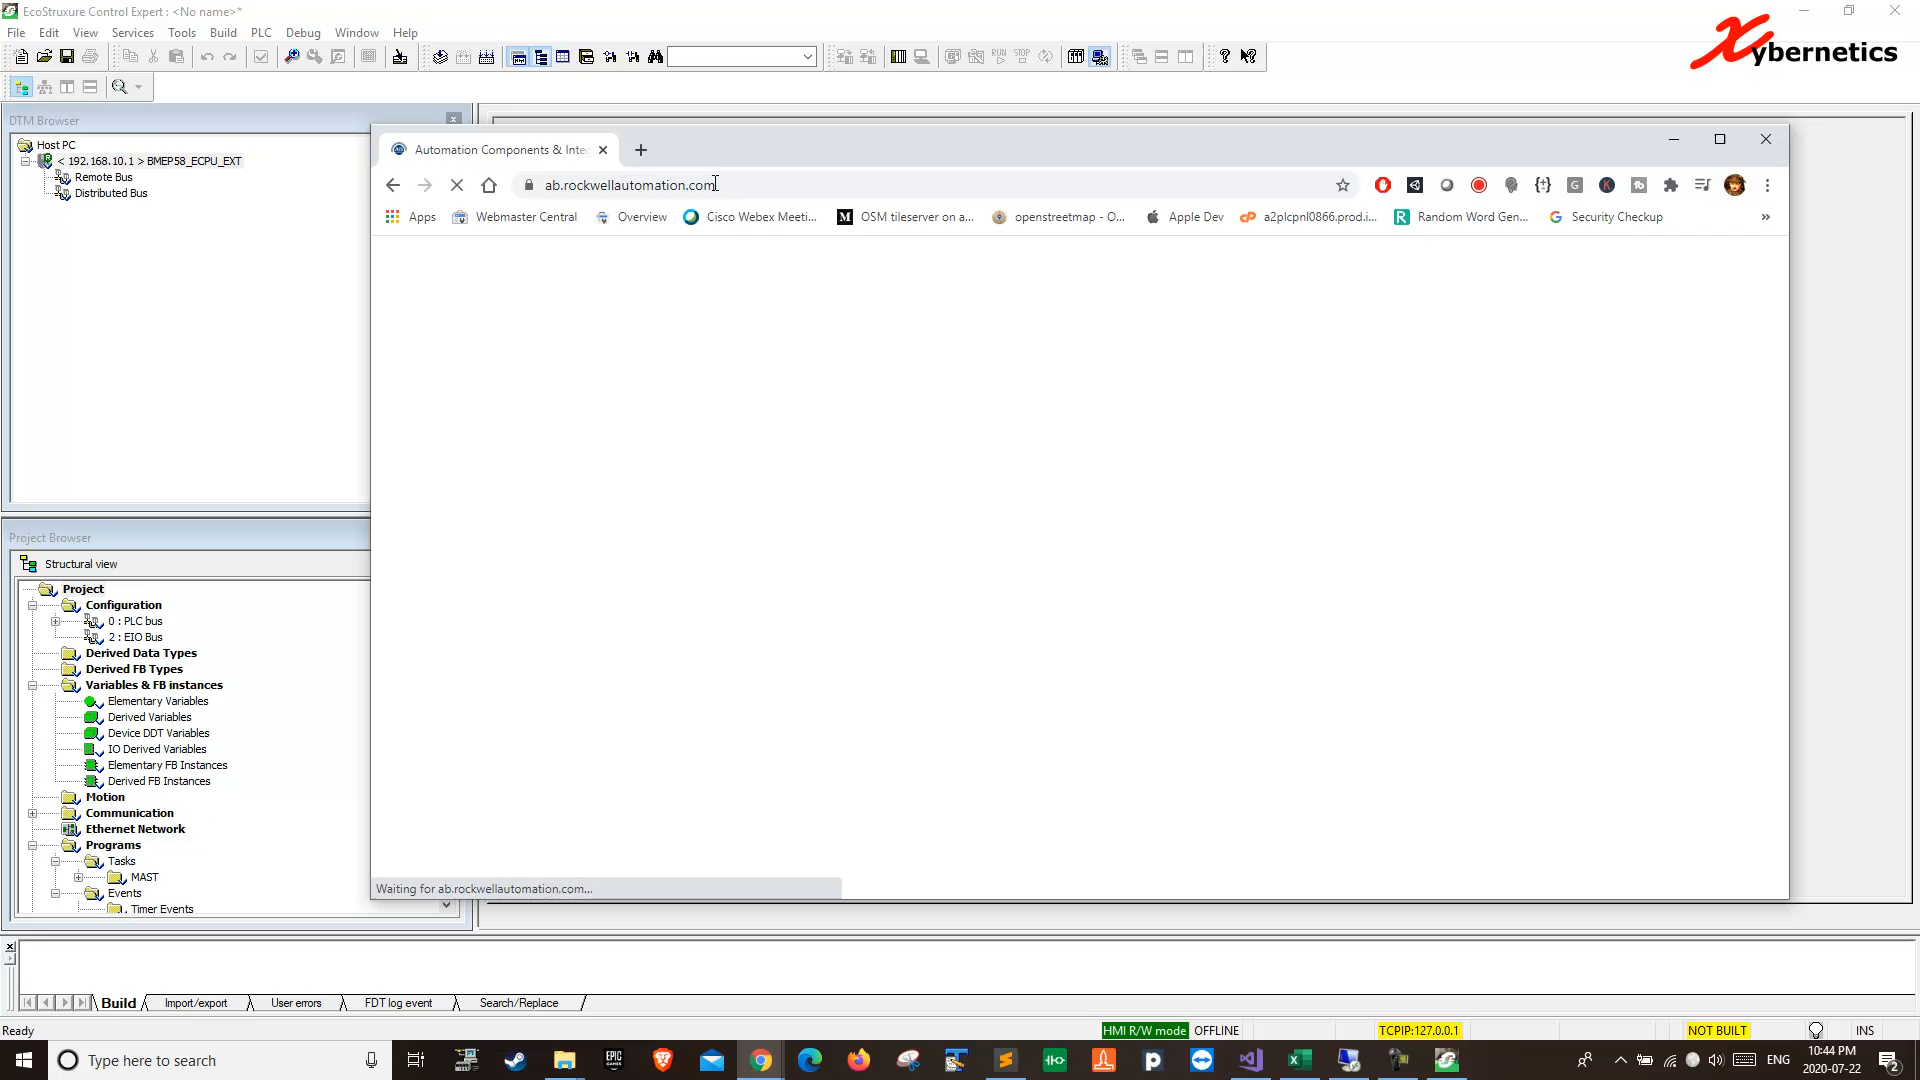 EcoStruxure Control Expert : <No name>*
File Edit View Services Tools Build PLC Debug Window Help
Xybernetics
DTM Browser
Host PC
< 192.168.10.1 > BMEP58_ECPU_EXT
Remote Bus
Distributed Bus
Automation Components & Inte
ab.rockwellautomation.com
Apps Webmaster Central Overview Cisco Webex Meeti... OSM tileserver on a... openstreetmap - O... Apple Dev a2plcpnl0866.prod.i... Random Word Gen... Security Checkup »
Waiting for ab.rockwellautomation.com...
Project Browser
Structural view
Project
Configuration
0 : PLC bus
2 : EIO Bus
Derived Data Types
Derived FB Types
Variables & FB instances
Elementary Variables
Derived Variables
Device DDT Variables
IO Derived Variables
Elementary FB Instances
Derived FB Instances
Motion
Communication
Ethernet Network
Programs
Tasks
MAST
Events
Timer Events
Build Import/export User errors FDT log event Search/Replace
Ready HMI R/W mode OFFLINE TCPIP:127.0.0.1 NOT BUILT INS
Type here to search
ENG
10:44 PM
2020-07-22
2